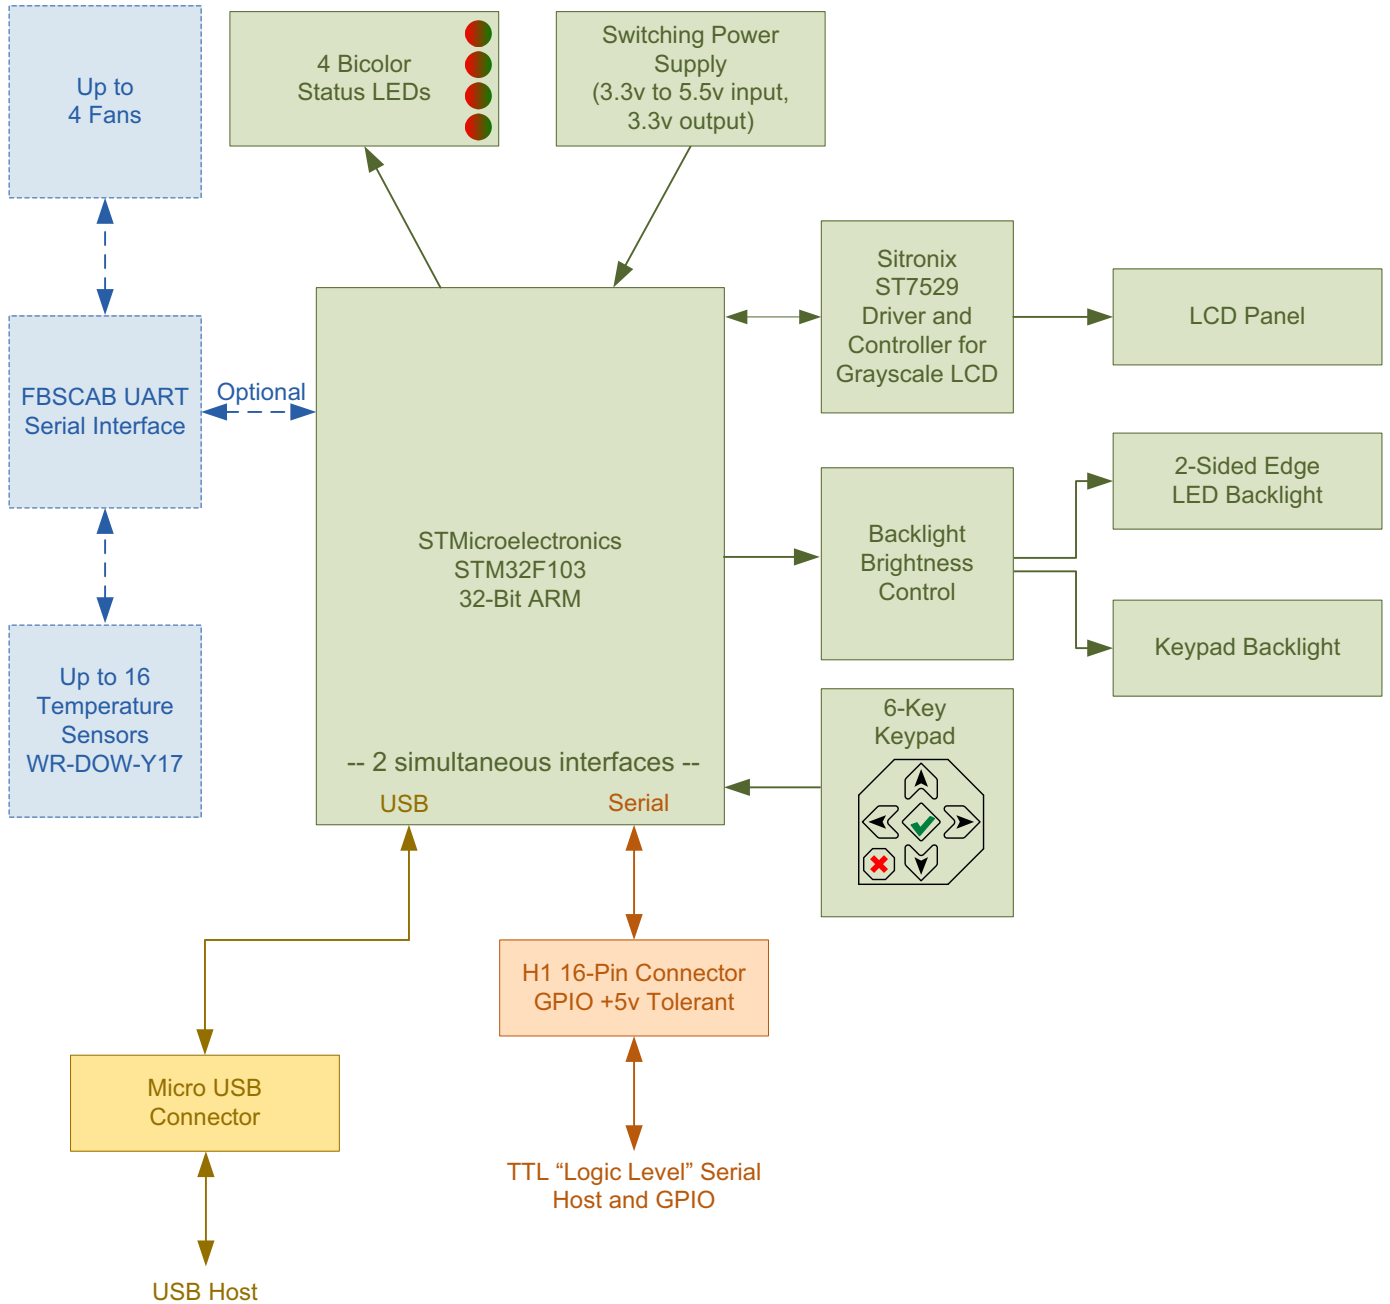 Up to
4 Fans
4 Bicolor
Status LEDs
Switching Power
Supply
(3.3v to 5.5v input,
3.3v output)
Sitronix
ST7529
Driver and
Controller for
Grayscale LCD
LCD Panel
FBSCAB UART
Serial Interface
Optional
2-Sided Edge
LED Backlight
STMicroelectronics
STM32F103
32-Bit ARM
Backlight
Brightness
Control
Keypad Backlight
Up to 16
Temperature
Sensors
WR-DOW-Y17
6-Key
Keypad
-- 2 simultaneous interfaces --
USB
Serial
H1 16-Pin Connector
GPIO +5v Tolerant
Micro USB
Connector
TTL “Logic Level” Serial
Host and GPIO
USB Host